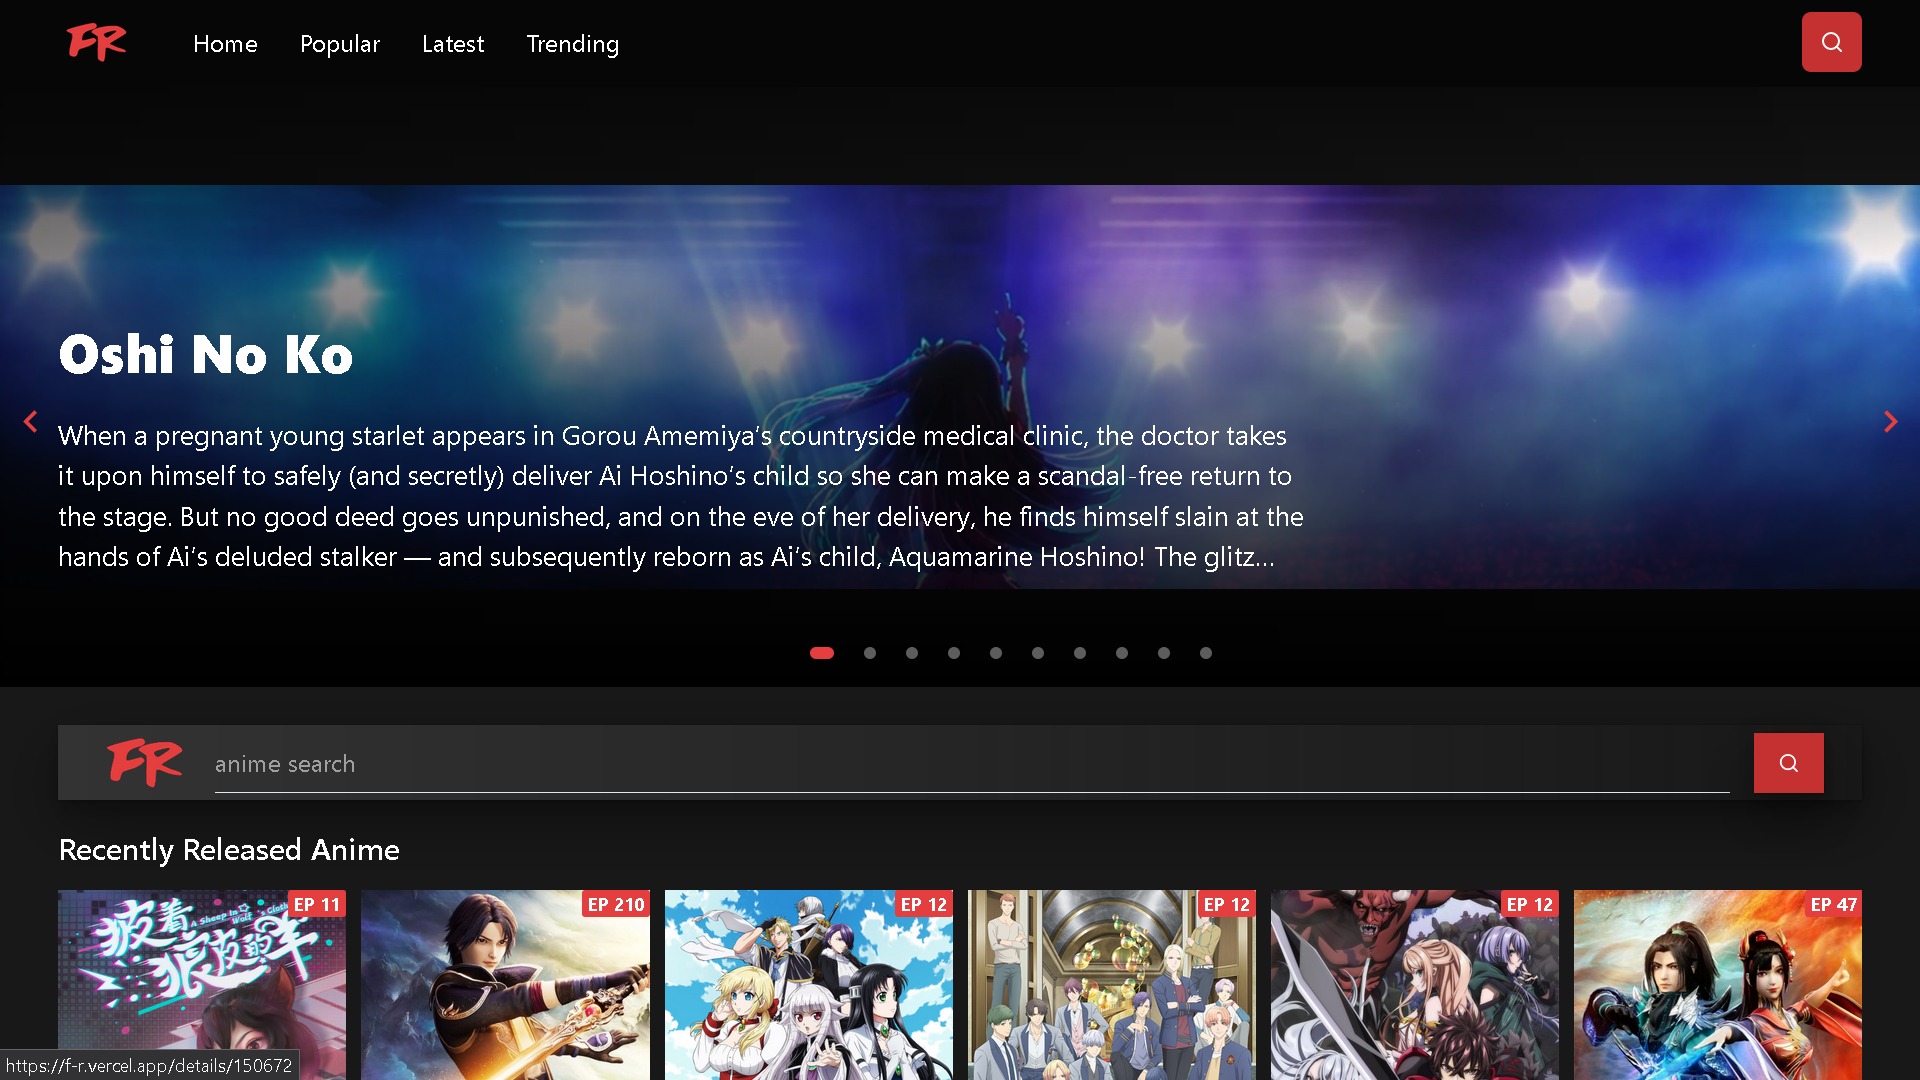 FR
Home Popular Latest Trending
Oshi No Ko
When a pregnant young starlet appears in Gorou Amemiya’s countryside medical clinic, the doctor takes
it upon himself to safely (and secretly) deliver Ai Hoshino’s child so she can make a scandal-free return to
the stage. But no good deed goes unpunished, and on the eve of her delivery, he finds himself slain at the
hands of Ai’s deluded stalker — and subsequently reborn as Ai’s child, Aquamarine Hoshino! The glitz...
FR
anime search
Recently Released Anime
EP 11
EP 210
EP 12
EP 12
EP 12
EP 47
披着
A Sheep In Wolf's Cloth
狼皮的羊
https://f-r.vercel.app/details/150672